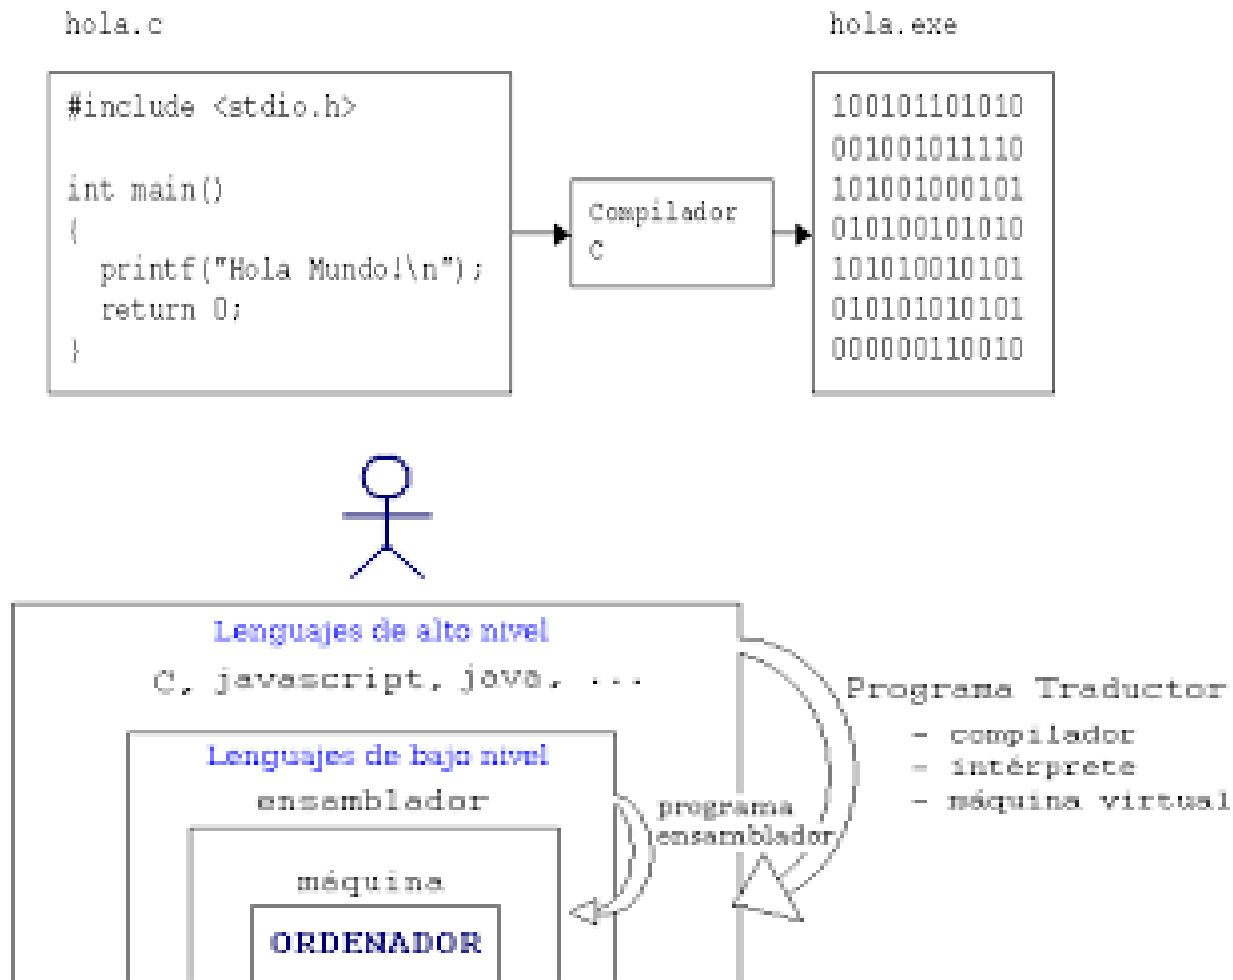 hola.c
hola.exe
#include <stdio.h>
int main()
{
printf("Hola Mundo!\n");
return 0;
}
Compilador
C
100101101010
001001011110
101001000101
010100101010
101010010101
010101010101
000000110010
Lenguajes de alto nivel
C, javascript, java, ...
Lenguajes de bajo nivel
ensamblador
máquina
ORDENADOR
programa
ensamblador
Programa Traductor
- compilador
- intérprete
- máquina virtual